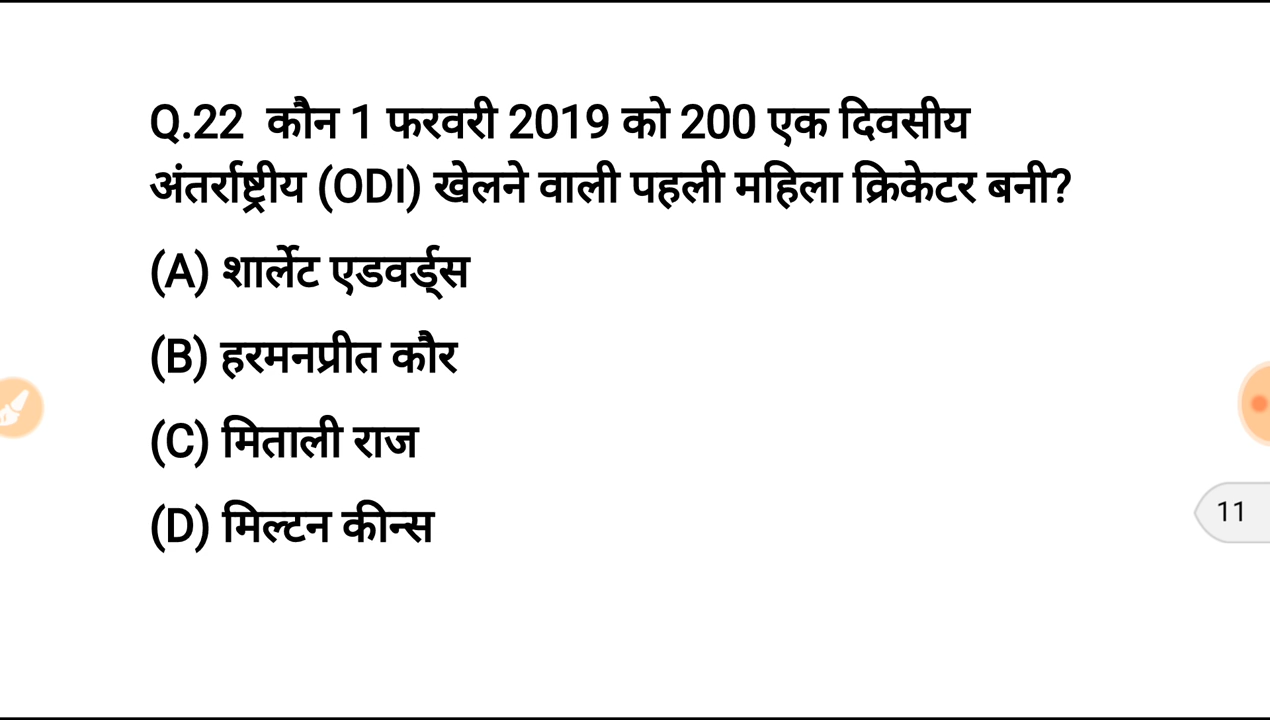 Q.22 कौन 1 फरवरी 2019 को 200 एक दिवसीय
अंतर्राष्ट्रीय (ODI) खेलने वाली पहली महिला क्रिकेटर बनी?
(A) शार्लेट एडवर्ड्स
(B) हरमनप्रीत कौर
(C) मिताली राज
(D) मिल्टन कीन्स
11